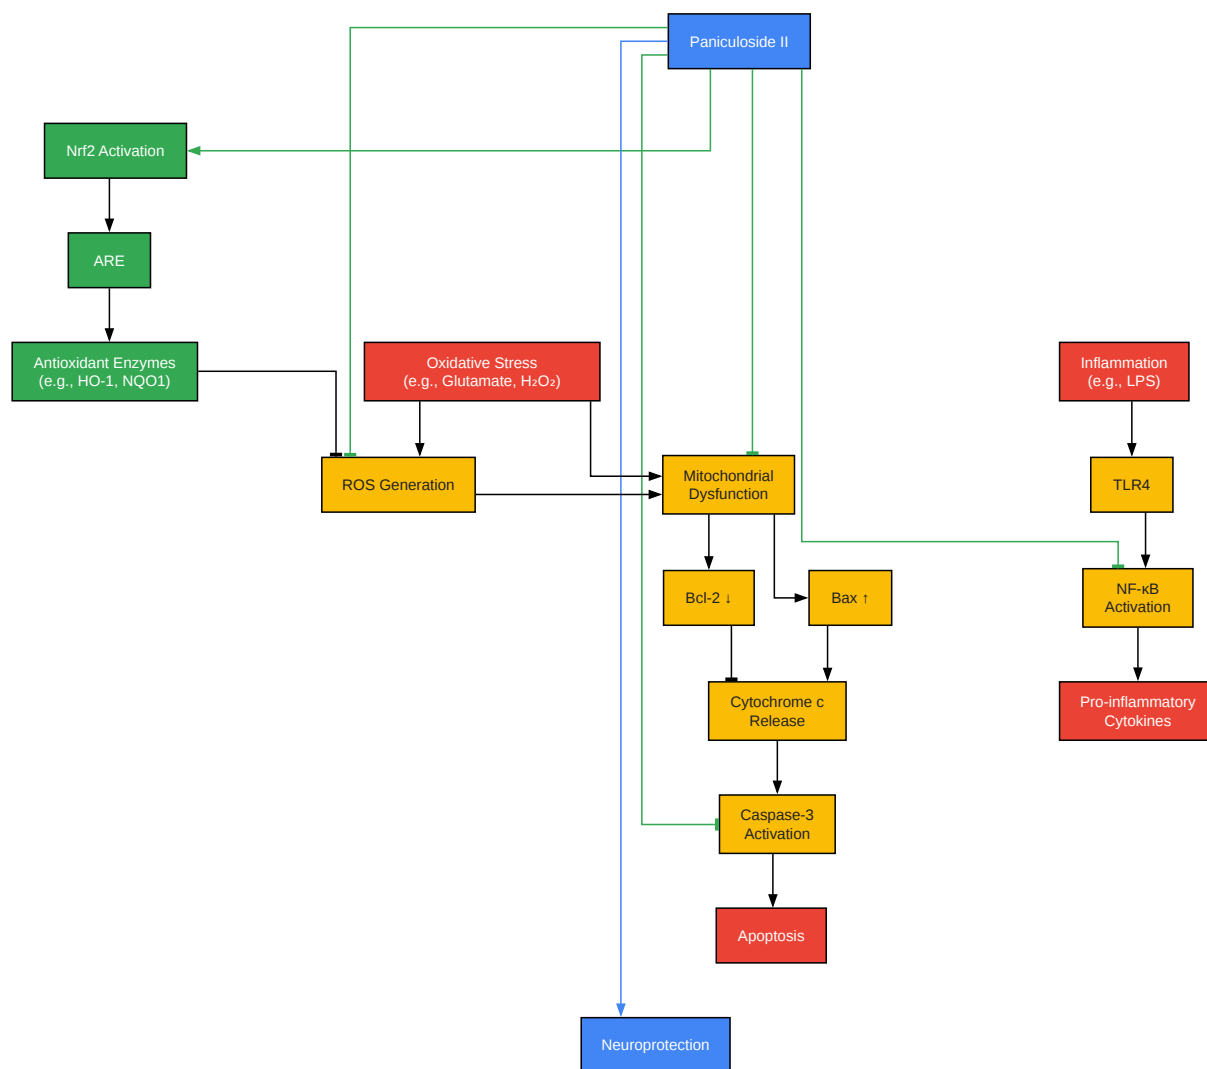 Paniculoside II
Nrf2 Activation
ARE
Antioxidant Enzymes
(e.g., HO-1, NQO1)
Oxidative Stress
(e.g., Glutamate, H₂O₂)
Inflammation
(e.g., LPS)
ROS Generation
Mitochondrial
Dysfunction
TLR4
Bcl-2 ↓
Bax ↑
NF-κB
Activation
Cytochrome c
Release
Pro-inflammatory
Cytokines
Caspase-3
Activation
Apoptosis
Neuroprotection